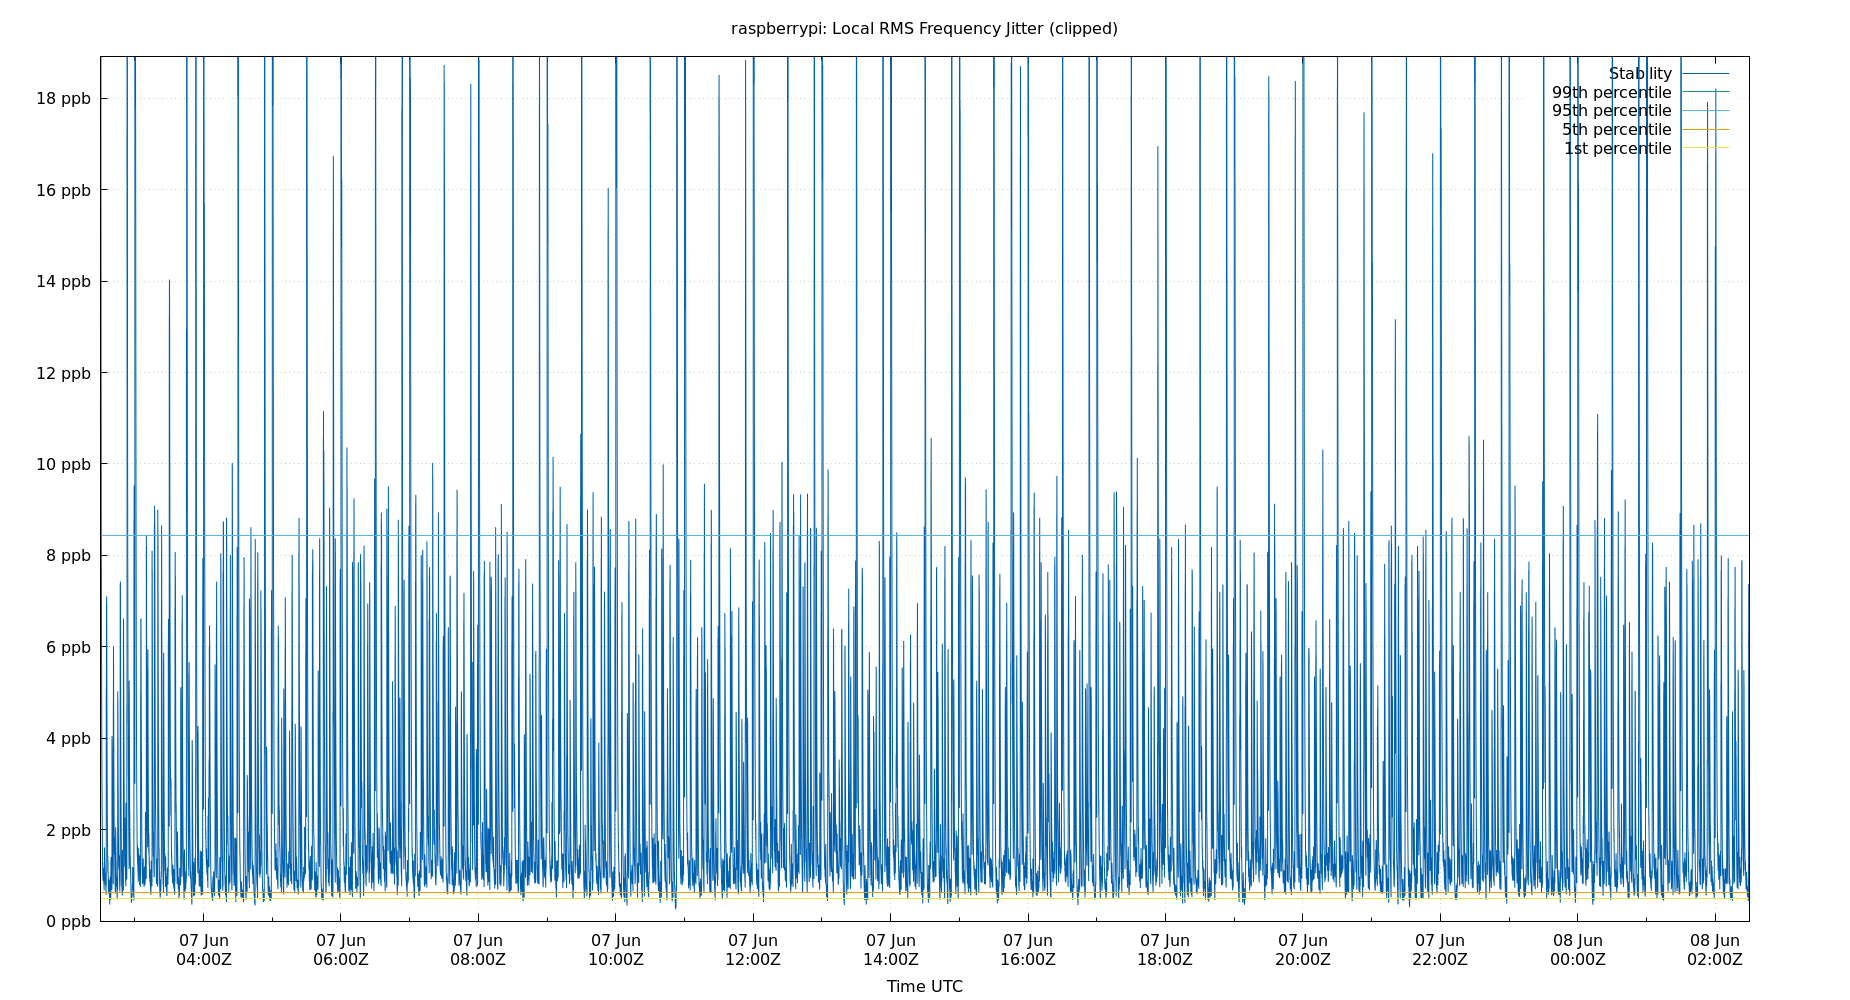 raspberrypi: Local RMS Frequency Jitter (clipped)
Stability
99th percentile
95th percentile
5th percentile
1st percentile
18 ppb
16 ppb
14 ppb
12 ppb
10 ppb
8 ppb
6 ppb
4 ppb
2 ppb
0 ppb
07 Jun 07 Jun 07 Jun 07 Jun 07 Jun 07 Jun 07 Jun 07 Jun 07 Jun 07 Jun 08 Jun 08 Jun
04:00Z 06:00Z 08:00Z 10:00Z 12:00Z 14:00Z 16:00Z 18:00Z 20:00Z 22:00Z 00:00Z 02:00Z
Time UTC